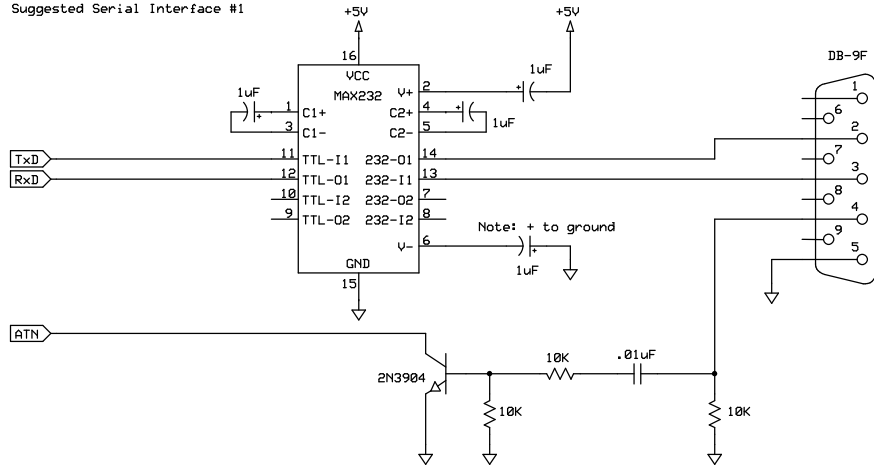 Suggested Serial Interface #1
+5V
+5V
DB-9F
16
VCC
MAX232
1uF
1
C1+
3
C1-
V+
2
1uF
C2+
4
C2-
5
1uF
TxD
11
TTL-I1
232-O1
14
RxD
12
TTL-O1
232-I1
13
10
TTL-I2
232-O2
7
9
TTL-O2
232-I2
8
V-
6
Note: + to ground
1uF
GND
15
1
6
2
7
3
8
4
9
5
ATN
2N3904
10K
10K
.01uF
10K